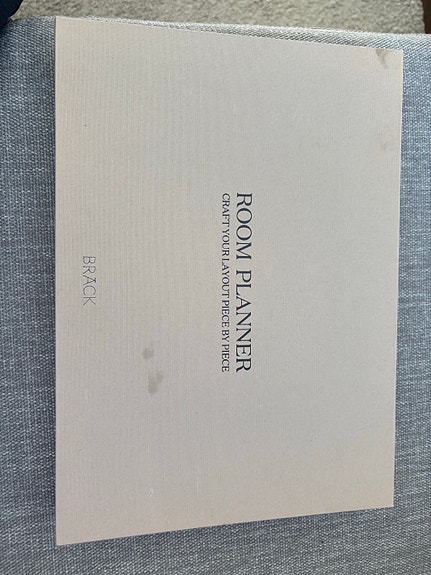 ROOM PLANNER
CRAFT YOUR LAYOUT PIECE BY PIECE
BRACK